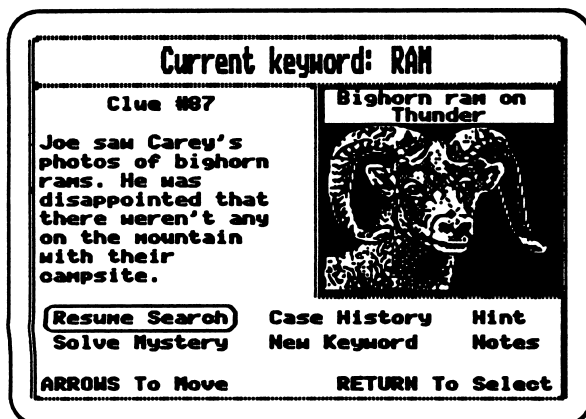 Current keyword: RAM
Clue #87
Joe saw Carey's
photos of bighorn
rams. He was
disappointed that
there weren't any
on the mountain
with their
campsite.
Bighorn ram on
Thunder
Resume Search Case History Hint
Solve Mystery New Keyword Notes
ARROWS To Move RETURN To Select